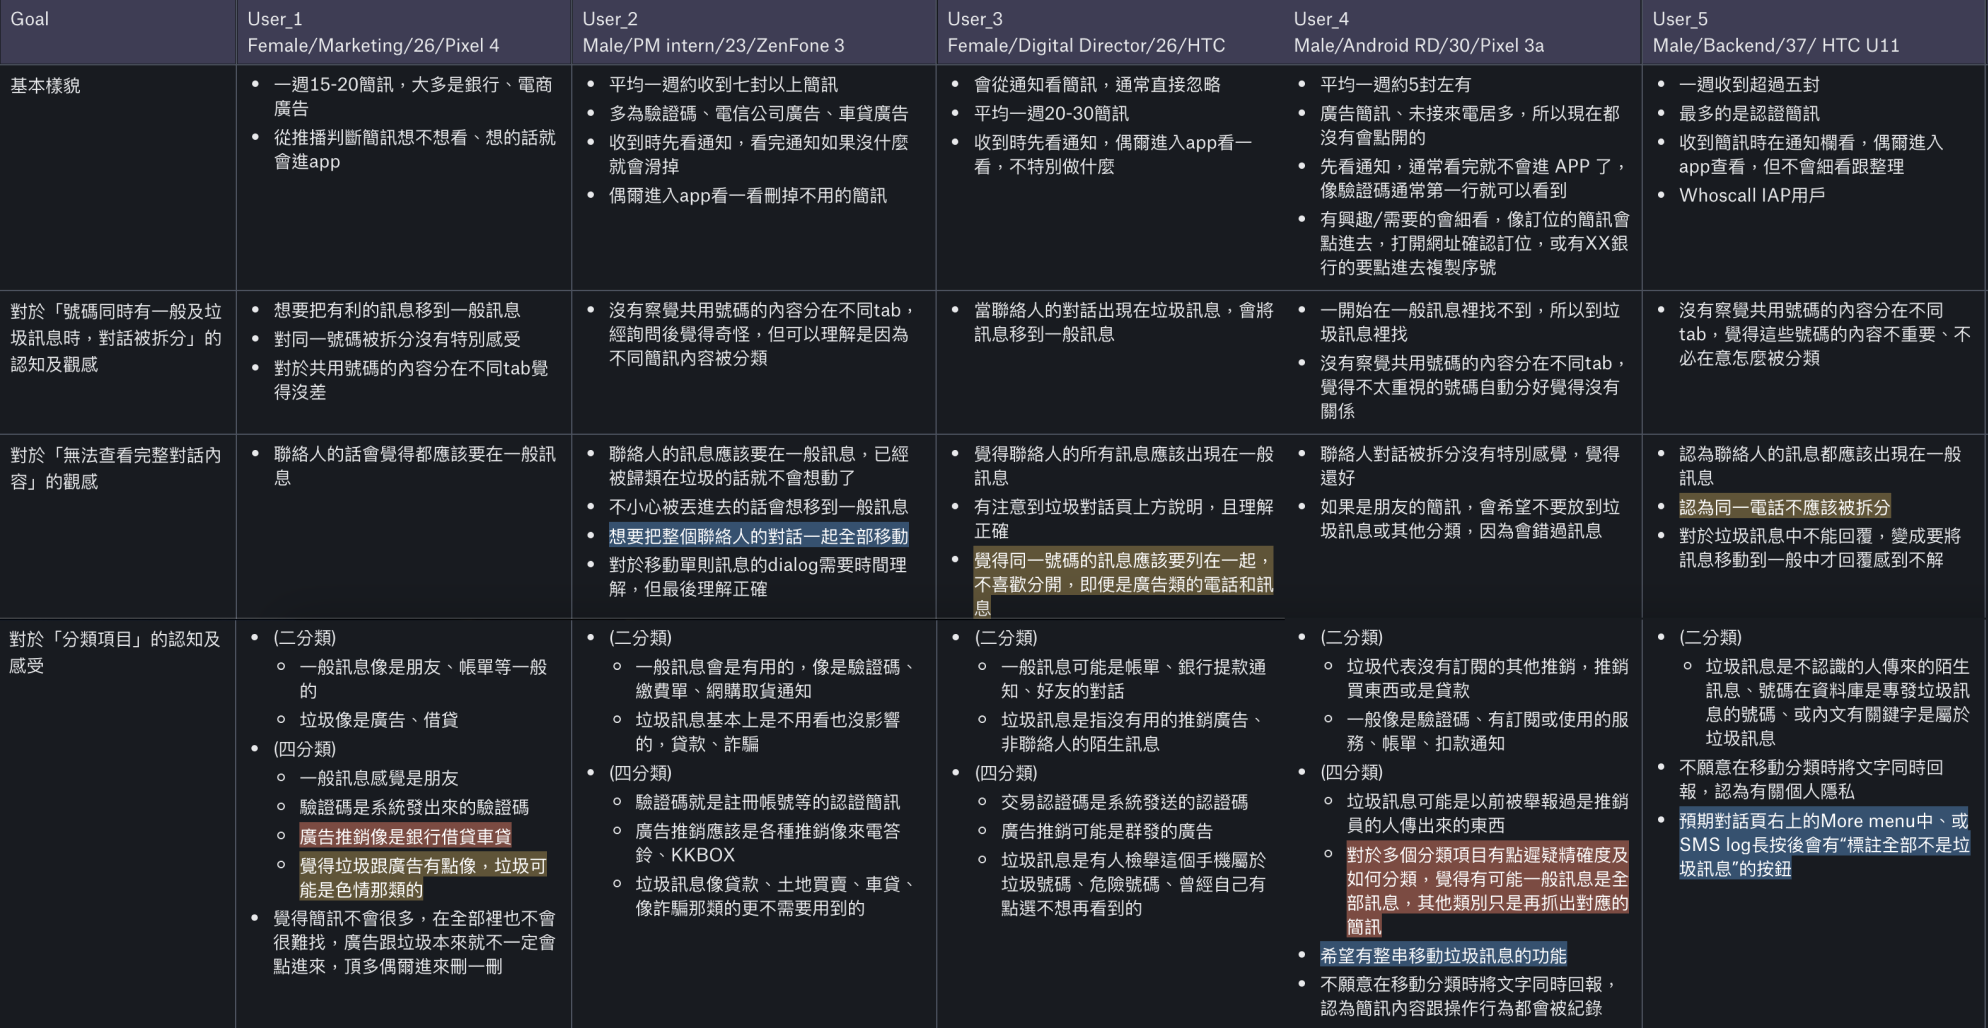 Goal
User_1
Female/Marketing/26/Pixel 4
User_2
Male/PM intern/23/ZenFone 3
User_3
Female/Digital Director/26/HTC
User_4
Male/Android RD/30/Pixel 3a
User_5
Male/Backend/37/ HTC U11
基本樣貌
• 一週15-20簡訊，大多是銀行、電商
廣告
• 從推播判斷簡訊想不想看、想的話就
會進app
• 平均一週約收到七封以上簡訊
• 多為驗證碼、電信公司廣告、車貸廣告
• 收到時先看通知，看完通知如果沒什麼
就會滑掉
• 偶爾進入app看一看刪掉不用的簡訊
• 會從通知看簡訊，通常直接忽略
• 平均一週20-30簡訊
• 收到時先看通知，偶爾進入app看一
看，不特別做什麼
• 平均一週約5封左右
• 廣告簡訊、未接來電居多，所以現在都
沒有會點開的
• 先看通知，通常看完就不會進 APP 了，
像驗證碼通常第一行就可以看到
• 有興趣/需要的會細看，像訂位的簡訊會
點進去，打開網址確認訂位，或有XX銀
行的要點進去複製序號
• 一週收到超過五封
• 最多的是認證簡訊
• 收到簡訊時在通知欄看，偶爾進入
app查看，但不會細看跟整理
• Whoscall IAP用戶
對於「號碼同時有一般及垃
圾訊息時，對話被拆分」的
認知及觀感
• 想要把有利的訊息移到一般訊息
• 對同一號碼被拆分沒有特別感受
• 對於共用號碼的內容分在不同tab覺
得沒差
• 沒有察覺共用號碼的內容分在不同tab，
經詢問後覺得奇怪，但可以理解是因為
不同簡訊內容被分類
• 當聯絡人的對話出現在垃圾訊息，會將
訊息移到一般訊息
• 一開始在一般訊息裡找不到，所以到垃
圾訊息裡找
• 沒有察覺共用號碼的內容分在不同tab，
覺得不太重視的號碼自動分好覺得沒有
關係
• 沒有察覺共用號碼的內容分在不同
tab，覺得這些號碼的內容不重要、不
必在意怎麼被分類
對於「無法查看完整對話內
容」的觀感
• 聯絡人的話會覺得都應該要在一般訊
息
• 聯絡人的訊息應該要在一般訊息，已經
被歸類在垃圾的話就不會想動了
• 不小心被丟進去的話會想移到一般訊息
• 想要把整個聯絡人的對話一起全部移動
• 對於移動單則訊息的dialog需要時間理
解，但最後理解正確
• 覺得聯絡人的所有訊息應該出現在一般
訊息
• 有注意到垃圾對話頁上方說明，且理解
正確
• 覺得同一號碼的訊息應該要列在一起，
不喜歡分開，即便是廣告類的電話和訊
息
• 聯絡人對話被拆分沒有特別感覺，覺得
還好
• 如果是朋友的簡訊，會希望不要放到垃
圾訊息或其他分類，因為會錯過訊息
• 認為聯絡人的訊息都應該出現在一般
訊息
• 認為同一電話不應該被拆分
• 對於垃圾訊息中不能回覆，變成要將
訊息移動到一般中才回覆感到不解
對於「分類項目」的認知及
感受
• (二分類)
◦ 一般訊息像是朋友、帳單等一般
的
◦ 垃圾像是廣告、借貸
• (四分類)
◦ 一般訊息感覺是朋友
◦ 驗證碼是系統發出來的驗證碼
◦ 廣告推銷像是銀行借貸車貸
◦ 覺得垃圾跟廣告有點像，垃圾可
能是色情那類的
• 覺得簡訊不會很多，在全部裡也不會
很難找，廣告跟垃圾本來就不一定會
點進來，頂多偶爾進來刪一刪
• (二分類)
◦ 一般訊息會是有用的，像是驗證碼、
繳費單、網購取貨通知
◦ 垃圾訊息基本上是不用看也沒影響
的，貸款、詐騙
• (四分類)
◦ 驗證碼就是註冊帳號等的認證簡訊
◦ 廣告推銷應該是各種推銷像來電答
鈴、KKBOX
◦ 垃圾訊息像貸款、土地買賣、車貸、
像詐騙那類的更不需要用到的
• (二分類)
◦ 一般訊息可能是帳單、銀行提款通
知、好友的對話
◦ 垃圾訊息是指沒有用的推銷廣告、
非聯絡人的陌生訊息
• (四分類)
◦ 交易認證碼是系統發送的認證碼
◦ 廣告推銷可能是群發的廣告
◦ 垃圾訊息是有人檢舉這個手機屬於
垃圾號碼、危險號碼、曾經自己有
點選不想再看到的
• (二分類)
◦ 垃圾代表沒有訂閱的其他推銷，推銷
買東西或是貸款
◦ 一般像是驗證碼、有訂閱或使用的服
務、帳單、扣款通知
• (四分類)
◦ 垃圾訊息可能是以前被舉報過是推銷
員的人傳出來的東西
◦ 對於多個分類項目有點遲疑精確度及
如何分類，覺得有可能一般訊息是全
部訊息，其他類別只是再抓出對應的
簡訊
• 希望有整串移動垃圾訊息的功能
• 不願意在移動分類時將文字同時回報，
認為簡訊內容跟操作行為都會被紀錄
• (二分類)
◦ 垃圾訊息是不認識的人傳來的陌生
訊息、號碼在資料庫是專發垃圾訊
息的號碼、或內文有關鍵字是屬於
垃圾訊息
• 不願意在移動分類時將文字同時回
報，認為有關個人隱私
• 預期對話頁右上的More menu中、或
SMS log長按後會有“標註全部不是垃
圾訊息”的按鈕